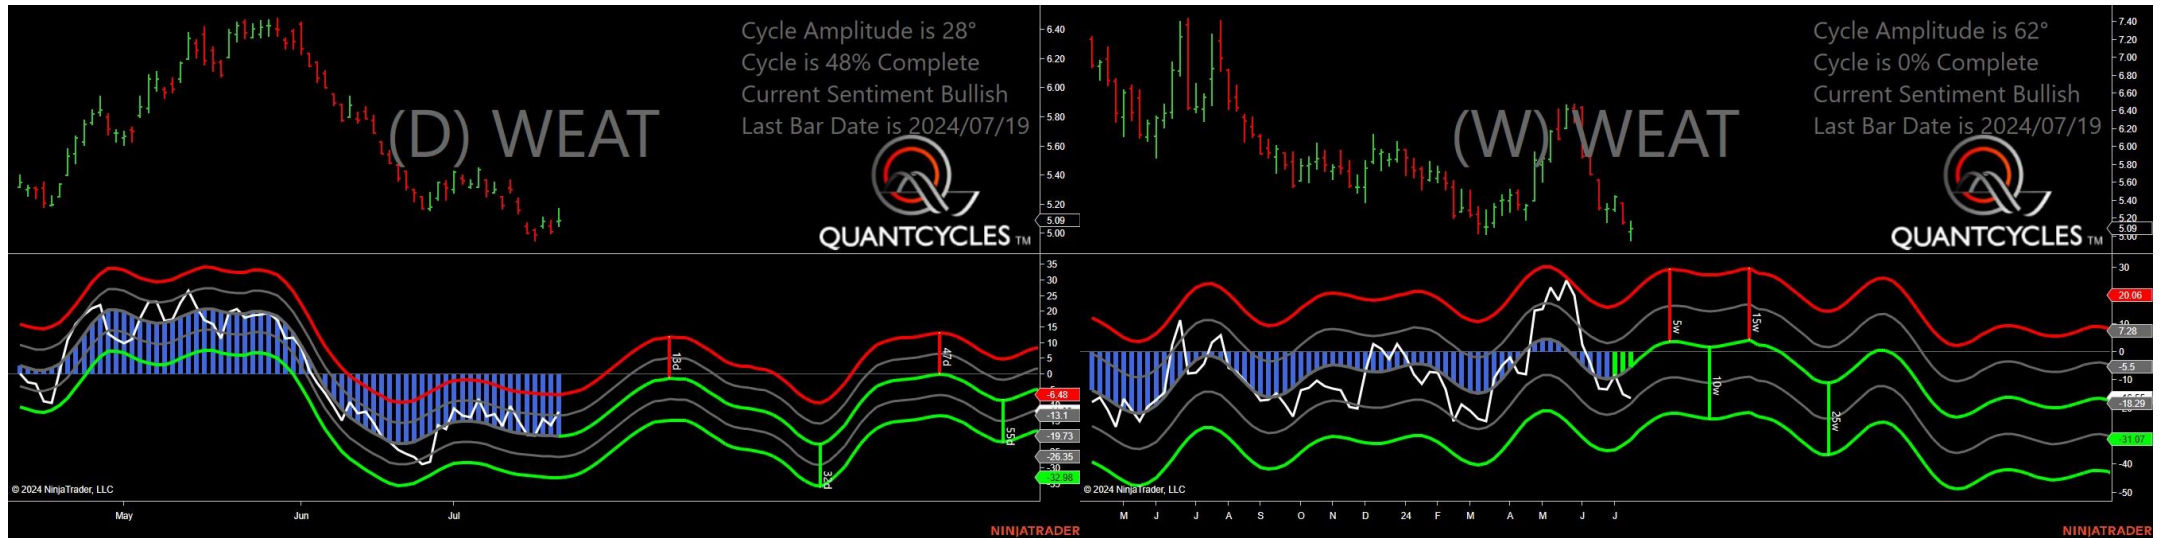 Cycle Amplitude is 28°
Cycle is 48% Complete
Current Sentiment Bullish
Last Bar Date is 2024/07/19
(D) WEAT
QUANTCYCLES TM
6.40
6.20
6.00
5.80
5.60
5.40
5.20
5.09
5.00
35
30
25
20
15
10
5
0
-6.48
-13.1
-19.73
-26.35
-30
-32.98
13d
32d
47d
55d
© 2024 NinjaTrader, LLC
May
Jun
Jul
NINJATRADER
Cycle Amplitude is 62°
Cycle is 0% Complete
Current Sentiment Bullish
Last Bar Date is 2024/07/19
(W) WEAT
QUANTCYCLES TM
7.40
7.20
7.00
6.80
6.60
6.40
6.20
6.00
5.80
5.60
5.40
5.20
5.09
5.00
30
20.06
7.28
0
-5.5
-10
-18.29
-31.07
-40
-50
5w
10w
15w
25w
© 2024 NinjaTrader, LLC
M
J
J
A
S
O
N
D
24
F
M
A
M
J
J
NINJATRADER